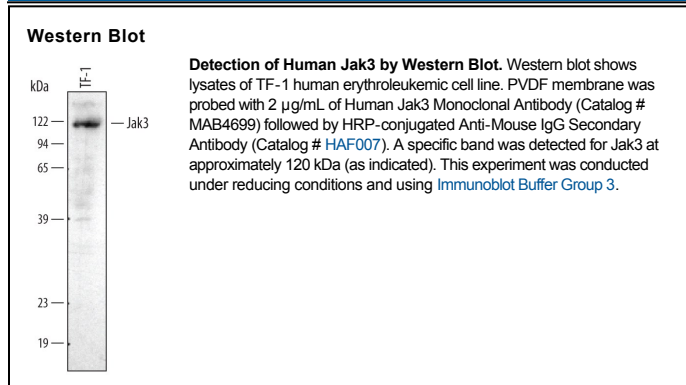 Western Blot
Detection of Human Jak3 by Western Blot. Western blot shows
lysates of TF-1 human erythroleukemic cell line. PVDF membrane was
probed with 2 µg/mL of Human Jak3 Monoclonal Antibody (Catalog #
MAB4699) followed by HRP-conjugated Anti-Mouse IgG Secondary
Antibody (Catalog # HAF007). A specific band was detected for Jak3 at
approximately 120 kDa (as indicated). This experiment was conducted
under reducing conditions and using Immunoblot Buffer Group 3.
kDa
TF-1
122 — — Jak3
94 —
65 —
39 —
23 —
19 —